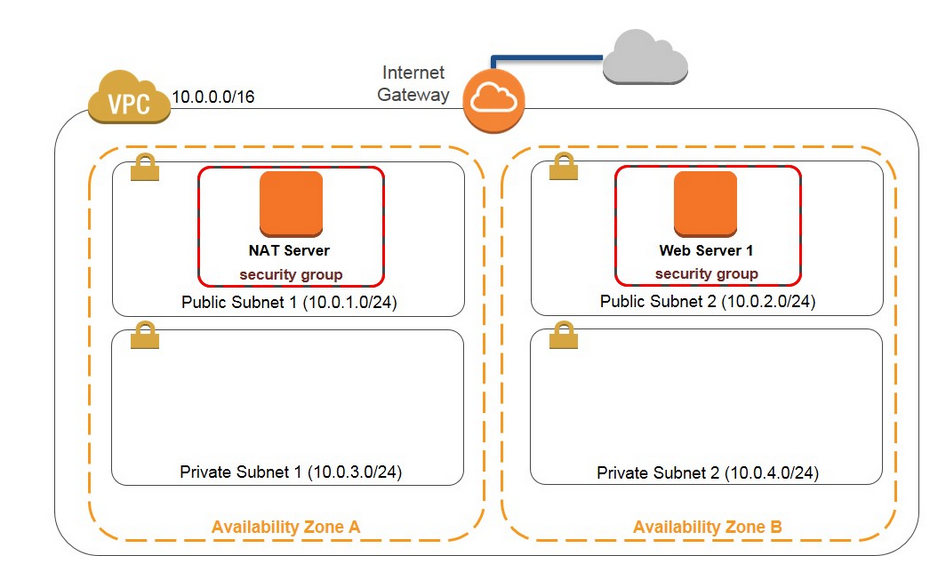 Internet
Gateway
VPC
10.0.0.0/16
NAT Server
security group
Public Subnet 1 (10.0.1.0/24)
Web Server 1
security group
Public Subnet 2 (10.0.2.0/24)
Private Subnet 1 (10.0.3.0/24)
Private Subnet 2 (10.0.4.0/24)
Availability Zone A
Availability Zone B